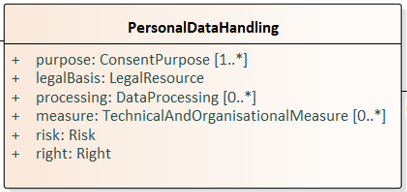 PersonalDataHandling
+ purpose: ConsentPurpose [1..*]
+ legalBasis: LegalResource
+ processing: DataProcessing [0..*]
+ measure: TechnicalAndOrganisationalMeasure [0..*]
+ risk: Risk
+ right: Right